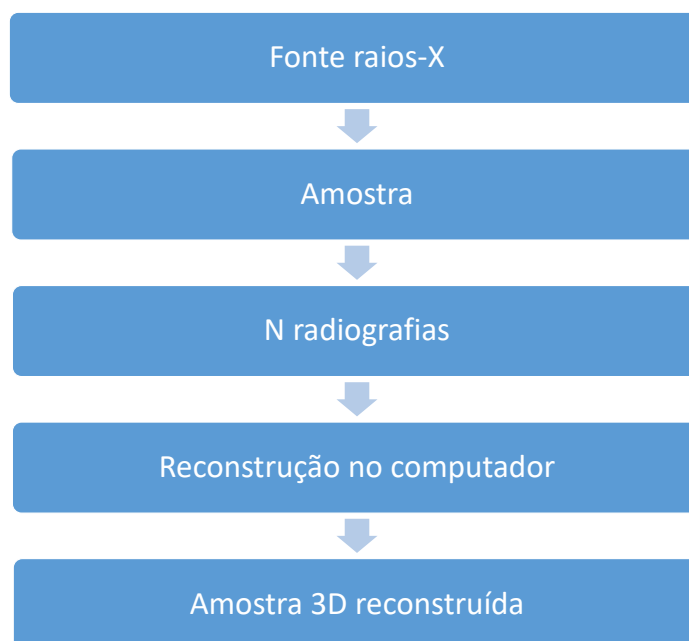 Fonte raios-X
Amostra
N radiografias
Reconstrução no computador
Amostra 3D reconstruída